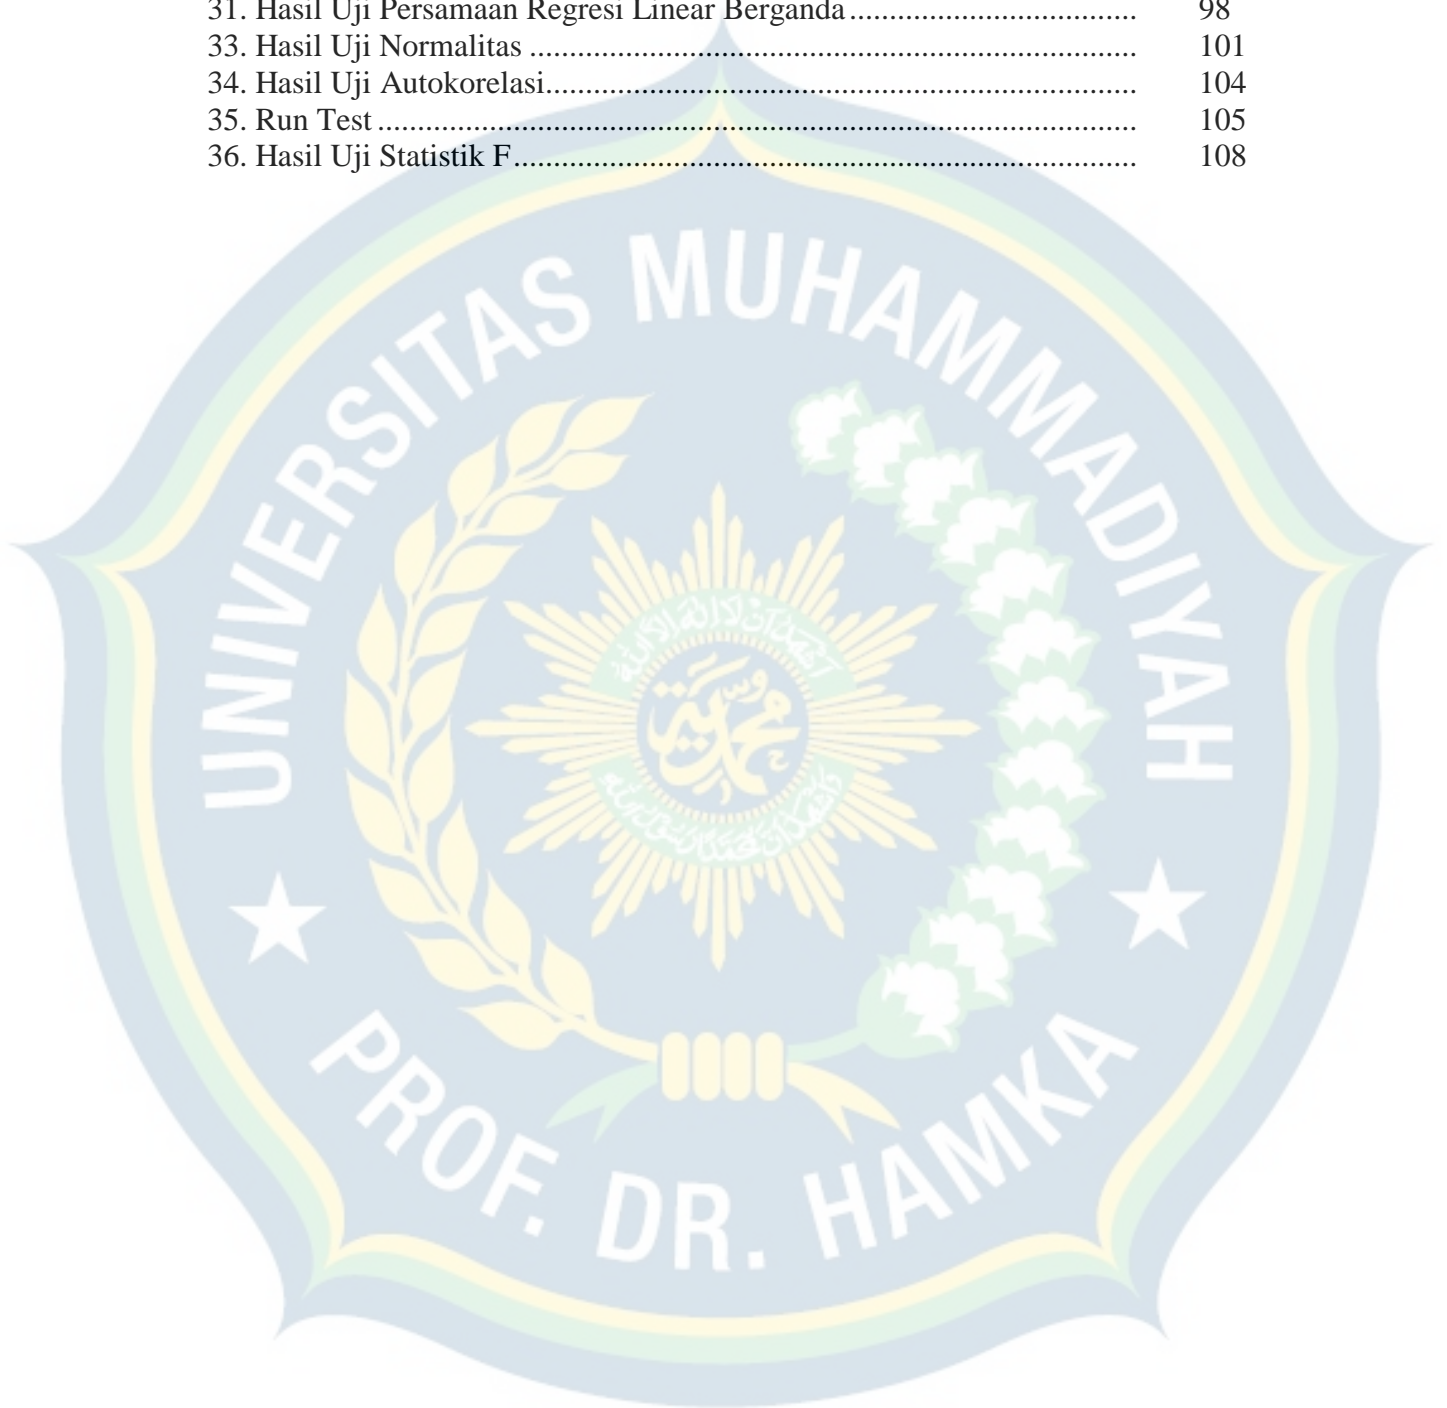 31. Hasil Uji Persamaan Regresi Linear Berganda ................................ 98
33. Hasil Uji Normalitas ................................................................ 101
34. Hasil Uji Autokorelasi.............................................................. 104
35. Run Test ................................................................................ 105
36. Hasil Uji Statistik F.................................................................. 108
UNIVERSITAS MUHAMMADIYAH
PROF. DR. HAMKA